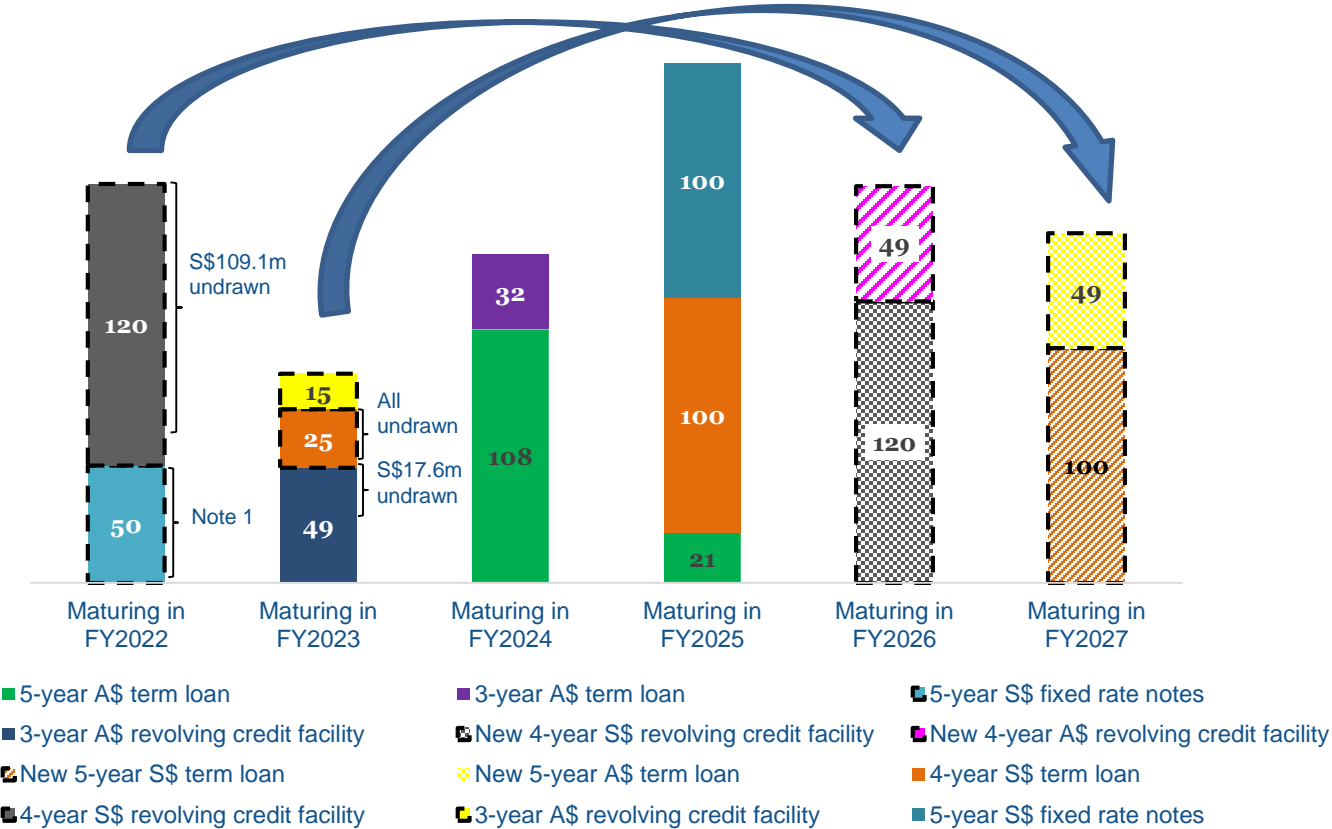 100
S$109.1m
undrawn
49
32
49
120
15
All
undrawn
25
100
108
S$17.6m
undrawn
120
100
Note 1
50
49
21
Maturing in
FY2022
Maturing in
FY2023
Maturing in
FY2024
Maturing in
FY2025
Maturing in
FY2026
Maturing in
FY2027
5-year A$ term loan
3-year A$ term loan
5-year S$ fixed rate notes
3-year A$ revolving credit facility
New 4-year S$ revolving credit facility
New 4-year A$ revolving credit facility
New 5-year S$ term loan
New 5-year A$ term loan
4-year S$ term loan
4-year S$ revolving credit facility
3-year A$ revolving credit facility
5-year S$ fixed rate notes